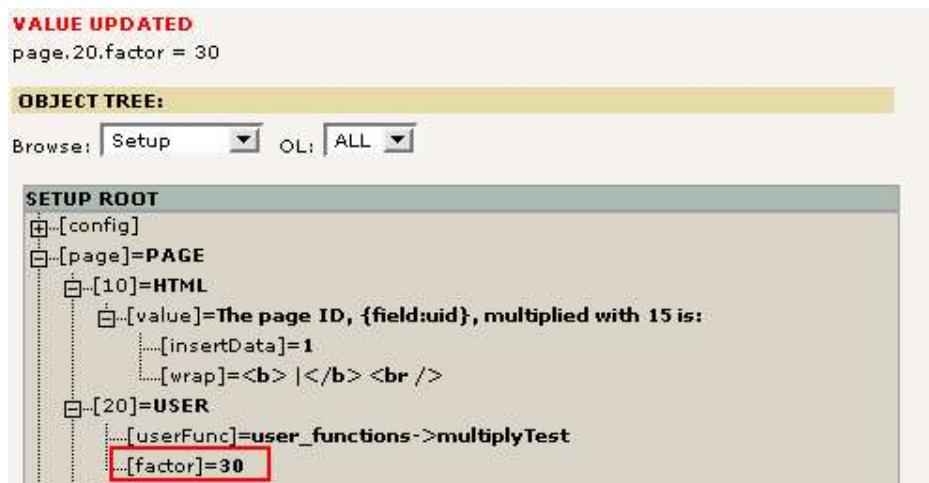 VALUE UPDATED
page.20.factor = 30
OBJECT TREE:
Browse: Setup OL: ALL
SETUP ROOT
[config]
[page]=PAGE
[10]=HTML
[value]=The page ID, {field:uid}, multiplied with 15 is:
[insertData]=1
[wrap]=<b> |</b> <br />
[20]=USER
[userFunc]=user_functions->multiplyTest
[factor]=30